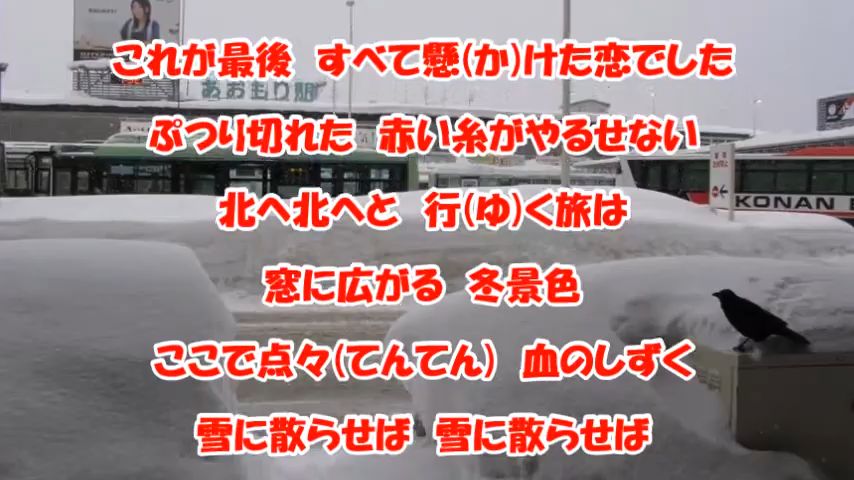 これが最後　すべて懸(か)けた恋でした
あおもり駅
ぷつり切れた　赤い糸がやるせない
KONAN
北へ北へと　行(ゆ)く旅は
窓に広がる　冬景色
ここで点々(てんてん)　血のしずく
雪に散らせば　雪に散らせば